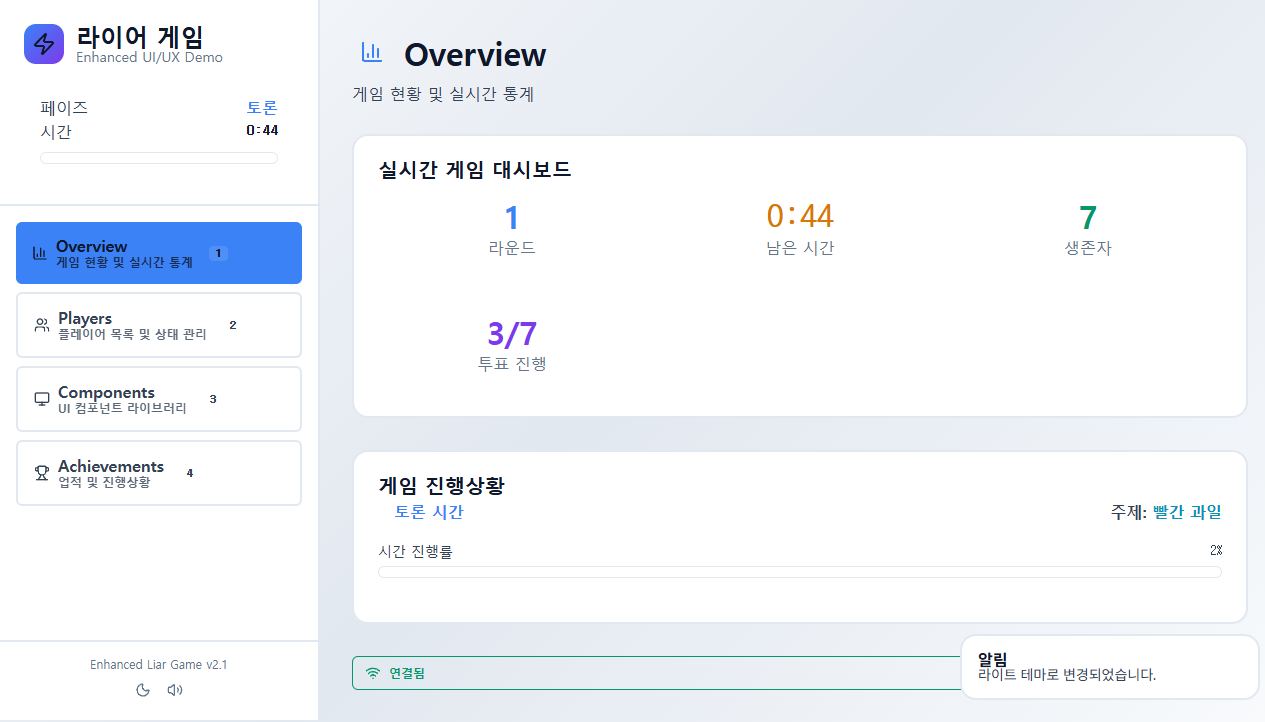 라이어 게임
Enhanced UI/UX Demo
페이즈 토론
시간 0:44
Overview
게임 현황 및 실시간 통계
1
Players
플레이어 목록 및 상태 관리
2
Components
UI 컴포넌트 라이브러리
3
Achievements
업적 및 진행상황
4
Enhanced Liar Game v2.1
Overview
게임 현황 및 실시간 통계
실시간 게임 대시보드
1
라운드
0:44
남은 시간
7
생존자
3/7
투표 진행
게임 진행상황
토론 시간
주제: 빨간 과일
시간 진행률 2%
연결됨
알림
라이트 테마로 변경되었습니다.